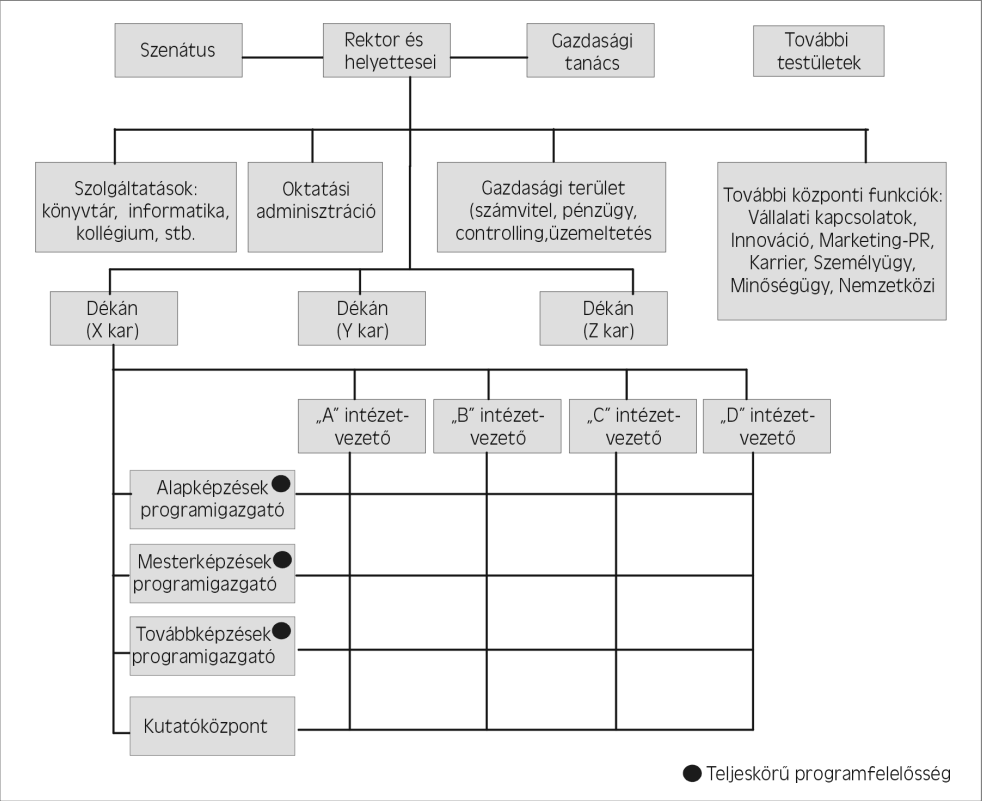 Szenátus
Rektor és
helyettesei
Gazdasági
tanács
További
testületek
Szolgáltatások:
könyvtár, informatika,
kollégium, stb.
Oktatási
adminisztráció
Gazdasági terület
(számvitel, pénzügy,
controlling,üzemeltetés
További központi funkciók:
Vállalati kapcsolatok,
Innováció, Marketing-PR,
Karrier, Személyügy,
Minőségügy, Nemzetközi
Dékán
(X kar)
Dékán
(Y kar)
Dékán
(Z kar)
„A” intézet-
vezető
„B” intézet-
vezető
„C” intézet-
vezető
„D” intézet-
vezető
Alapképzések
programigazgató
Mesterképzések
programigazgató
Továbbképzések
programigazgató
Kutatóközpont
Teljeskörű programfelelősség